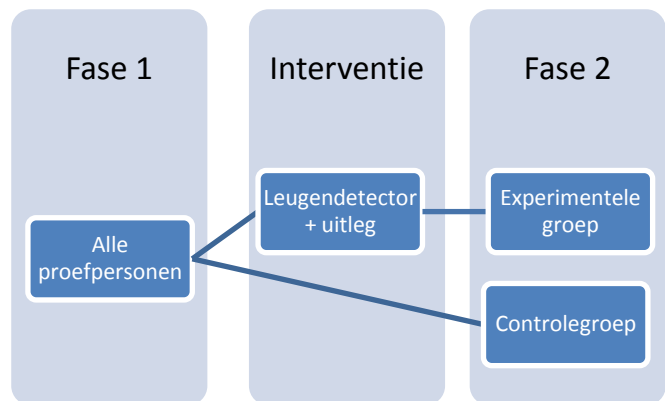 Fase 1
Interventie
Fase 2
Alle
proefpersonen
Leugendetector
+ uitleg
Experimentele
groep
Controlegroep